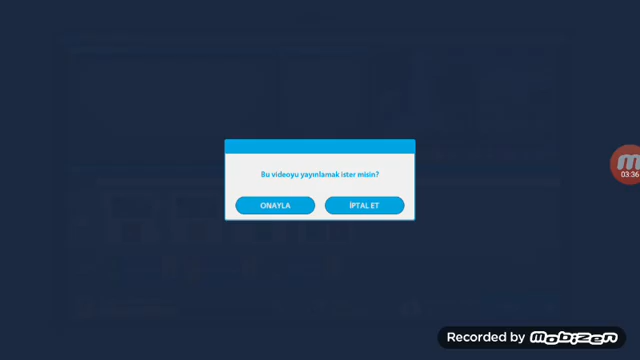 Bu videoyu yayınlamak ister misin?
ONAYLA
İPTAL ET
03:36
Recorded by mobizen